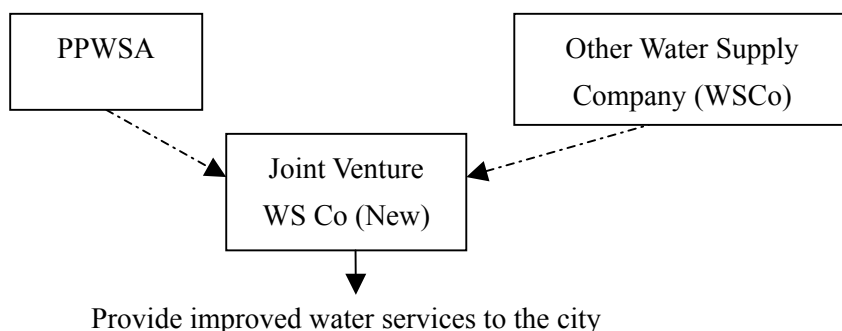 PPWSA
Other Water Supply
Company (WSCo)
Joint Venture
WS Co (New)
Provide improved water services to the city